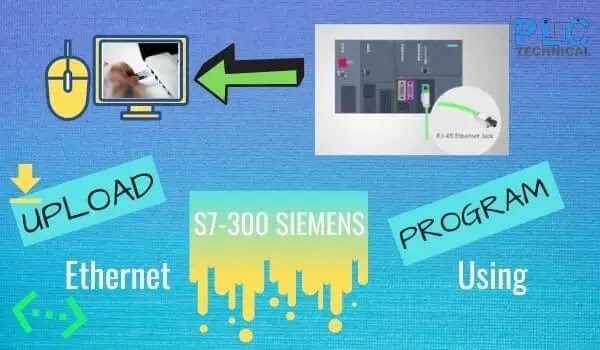 PLC
TECHNICAL
RJ-45 Ethernet Jack
UPLOAD
S7-300 SIEMENS
PROGRAM
Ethernet
Using